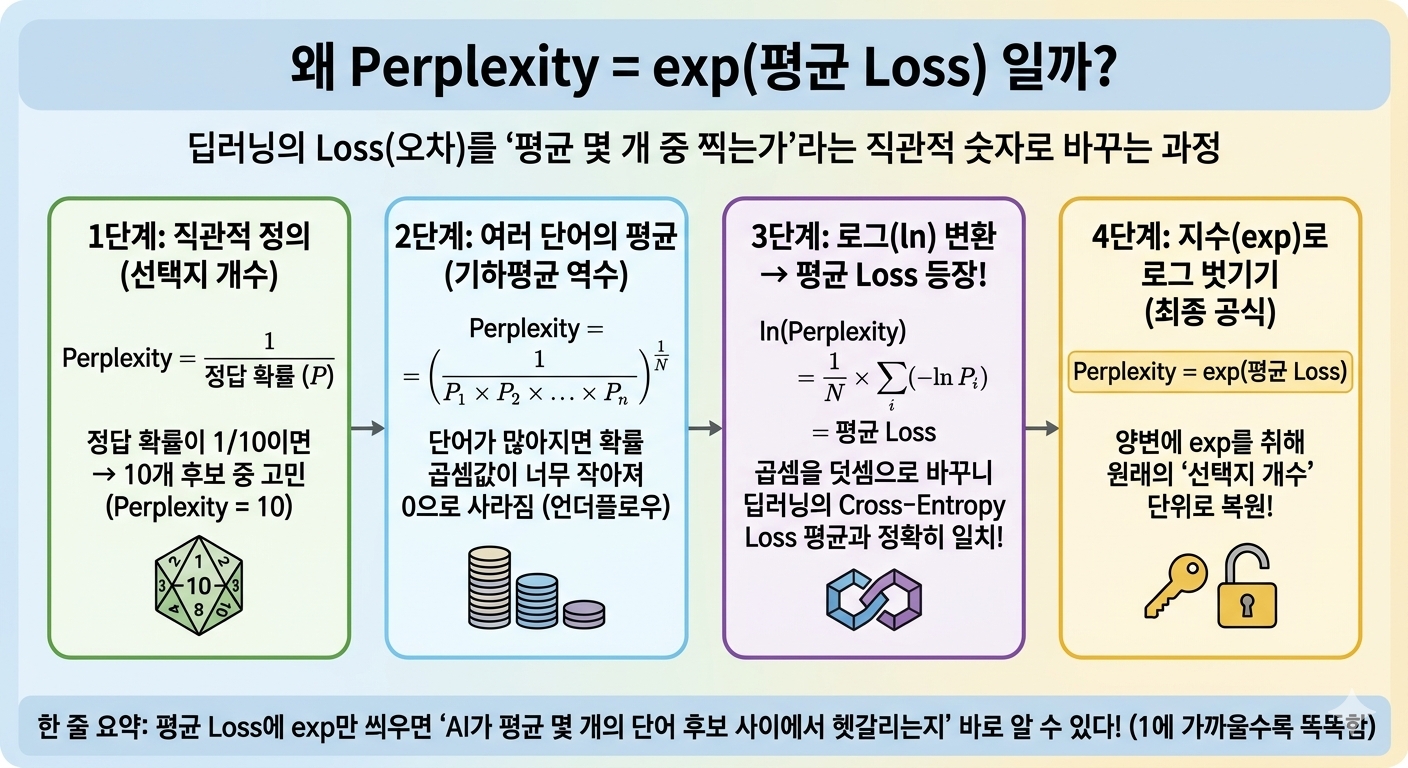 왜 Perplexity = exp(평균 Loss) 일까?
딥러닝의 Loss(오차)를 ‘평균 몇 개 중 찍는가’라는 직관적 숫자로 바꾸는 과정
1단계: 직관적 정의
(선택지 개수)
Perplexity = 1 / 정답 확률 (P)
정답 확률이 1/10이면
→ 10개 후보 중 고민
(Perplexity = 10)
1
2
2
3
10
3
4
8
10
2단계: 여러 단어의 평균
(기하평균 역수)
Perplexity =
= (1 / (P₁ × P₂ × … × Pₙ))^(1/N)
단어가 많아지면 확률
곱셈값이 너무 작아져
0으로 사라짐 (언더플로우)
3단계: 로그(ln) 변환
→ 평균 Loss 등장!
ln(Perplexity)
= 1/N × ∑ᵢ(−ln Pᵢ)
= 평균 Loss
곱셈을 덧셈으로 바꾸니
딥러닝의 Cross-Entropy
Loss 평균과 정확히 일치!
4단계: 지수(exp)로
로그 벗기기
(최종 공식)
Perplexity = exp(평균 Loss)
양변에 exp를 취해
원래의 ‘선택지 개수’
단위로 복원!
한 줄 요약: 평균 Loss에 exp만 씌우면 ‘AI가 평균 몇 개의 단어 후보 사이에서 헷갈리는지’ 바로 알 수 있다! (1에 가까울수록 똑똑함)